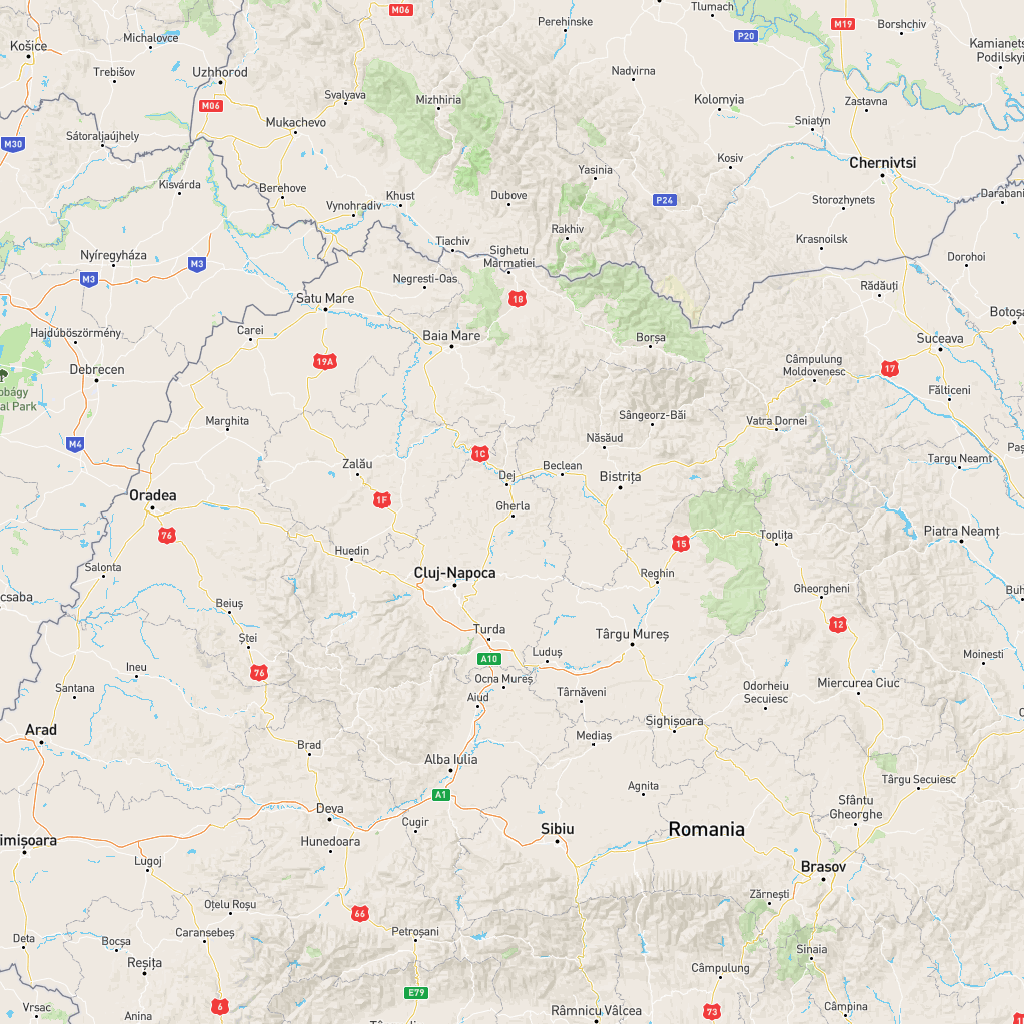 M06
Perehinske
Tlumach
P20
M19
Borshchiv
Košice
Michalovce
Kamianets
Podilskyi
Trebišov
Uzhhorod
Nadvirna
Svalyava
Mizhhiria
Kolomyia
Zastavna
M06
Mukachevo
Sniatyn
Sátoraljaújhely
M30
Kosiv
Chernivtsi
Yasinia
Kisvárda
Berehove
Khust
Dubove
P24
Storozhynets
Darabani
Vynohradiv
Rakhiv
Krasnoilsk
Tiachiv
Sighetu
Marmatiei
Nyíregyháza
M3
M3
Dorohoi
Negresti-Oas
Rădăuți
Satu Mare
18
Botoșa
Hajdúböszörmény
Carei
Baia Mare
Borșa
Suceava
19A
Câmpulung
Moldovenesc
17
Debrecen
obágy
al Park
Fălticeni
Marghita
Sângeorz-Băi
Vatra Dornei
M4
Năsăud
1C
Zalău
Dej
Beclean
Targu Neamt
Bistrița
Oradea
1F
Gherla
76
15
Toplița
Piatra Neamț
Huedin
Salonta
Cluj-Napoca
Reghin
Gheorgheni
csaba
Beiuș
Buh
12
Turda
Târgu Mureș
Ștei
A10
Luduș
Moinesti
Ineu
76
Ocna Mureș
Santana
Aiud
Târnăveni
Odorheiu
Secuiesc
Miercurea Ciuc
Arad
Sighișoara
Mediaș
Brad
Alba Iulia
Târgu Secuiesc
A1
Agnita
Deva
Cugir
Sfântu
Gheorghe
Sibiu
Romania
Hunedoara
imișoara
Lugoj
Brasov
Oțelu Roșu
66
Zărnești
Caransebeș
Petroșani
Deta
Bocșa
Sinaia
Reșița
Câmpulung
E79
Vrsac
6
Anina
Râmnicu Vâlcea
73
Câmpina